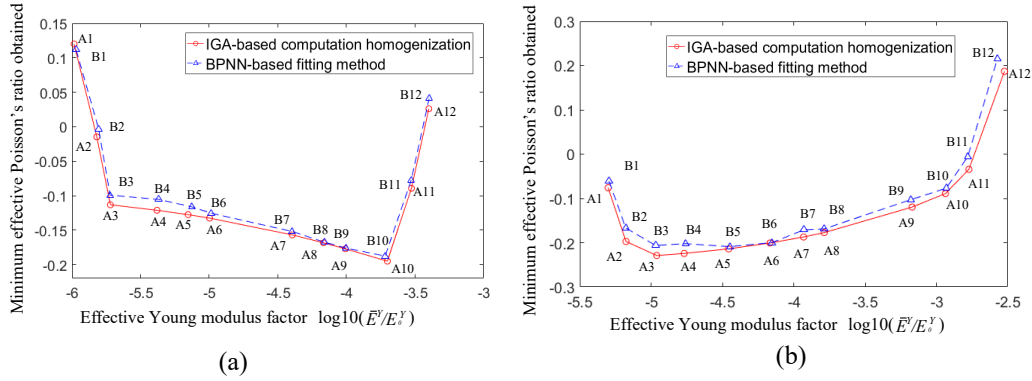 Minimum effective Poisson's ratio obtained
0.15
0.1
0.05
0
-0.05
-0.1
-0.15
-0.2
A1
B1
B2
A2
B3
A3
B4
A4
B5
A5
B6
A6
B7
A7
B8
A8
B9
A9
B10
A10
B11
A11
B12
A12
IGA-based computation homogenization
BPNN-based fitting method
-6 -5.5 -5 -4.5 -4 -3.5 -3
Effective Young modulus factor log10(Ē^Y/E_0^Y)
(a)
Minimum effective Poisson's ratio obtained
0.3
0.2
0.1
0
-0.1
-0.2
-0.3
IGA-based computation homogenization
BPNN-based fitting method
B1
A1
B2
A2
B3
A3
B4
A4
B5
A5
B6
A6
B7
A7
B8
A8
B9
A9
B10
A10
B11
A11
B12
A12
-5.5 -5 -4.5 -4 -3.5 -3 -2.5
Effective Young modulus factor log10(Ē^Y/E_0^Y)
(b)